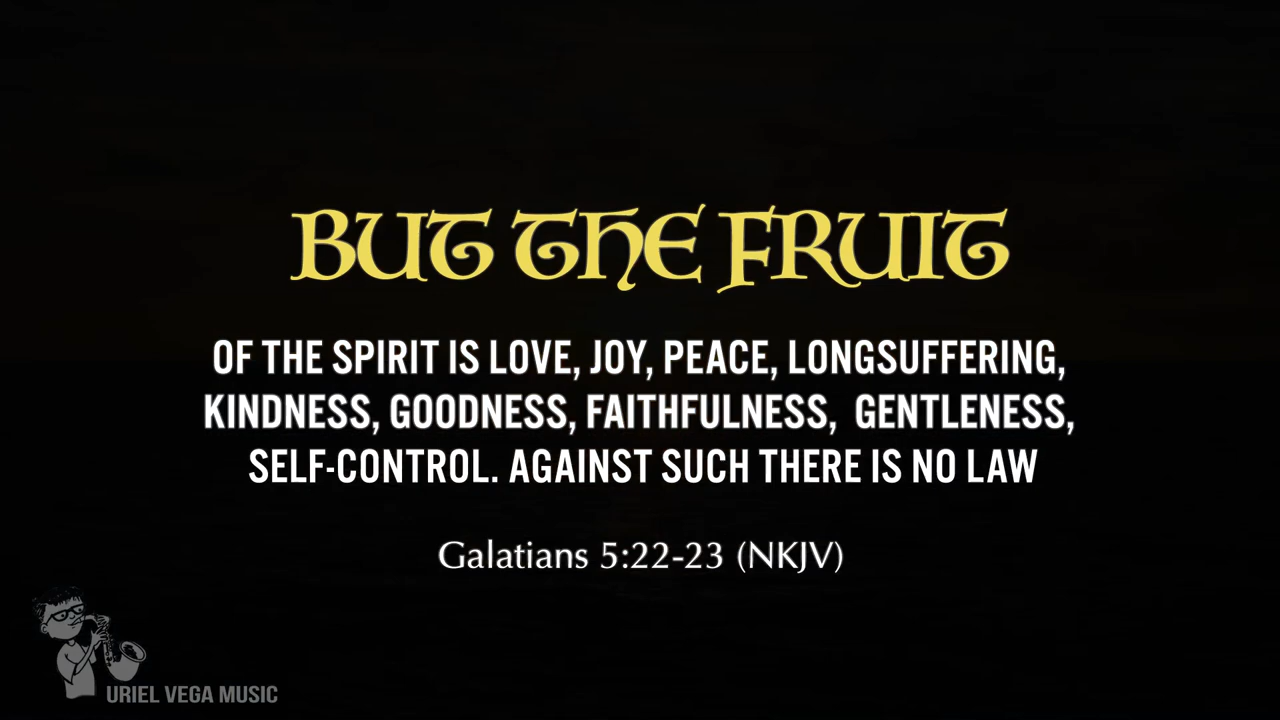 BUT THE FRUIT
OF THE SPIRIT IS LOVE, JOY, PEACE, LONGSUFFERING,
KINDNESS, GOODNESS, FAITHFULNESS, GENTLENESS,
SELF-CONTROL. AGAINST SUCH THERE IS NO LAW
Galatians 5:22-23 (NKJV)
URIEL VEGA MUSIC